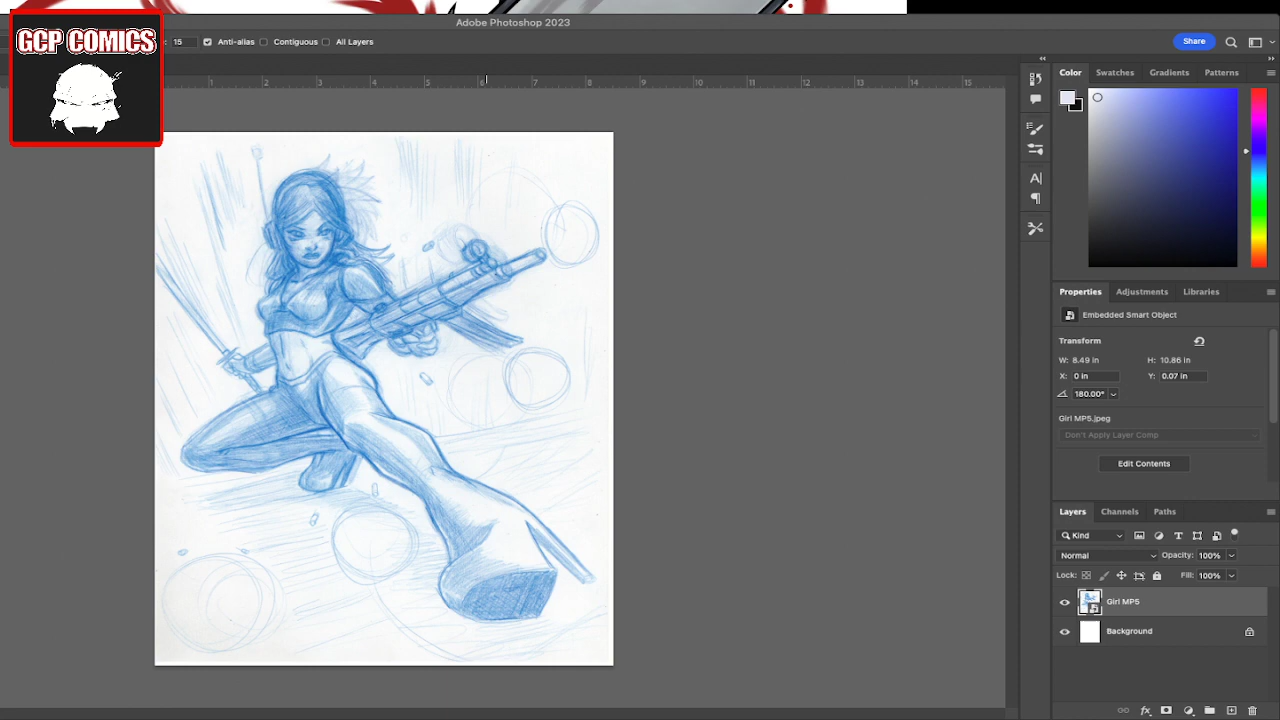 Adobe Photoshop 2023
GCP COMICS
15 Anti-alias Contiguous All Layers
Share
1 2 3 4 5 6 7 8 9 10 11 12 13 14 15
Color Swatches Gradients Patterns
Properties Adjustments Libraries
Embedded Smart Object
Transform
W: 8.49 in H: 10.86 in
X: 0 in Y: 0.07 in
180.00°
Girl MP5.jpeg
Don't Apply Layer Comp
Edit Contents
Layers Channels Paths
Kind
Normal Opacity: 100%
Lock: Fill: 100%
Girl MP5
Background